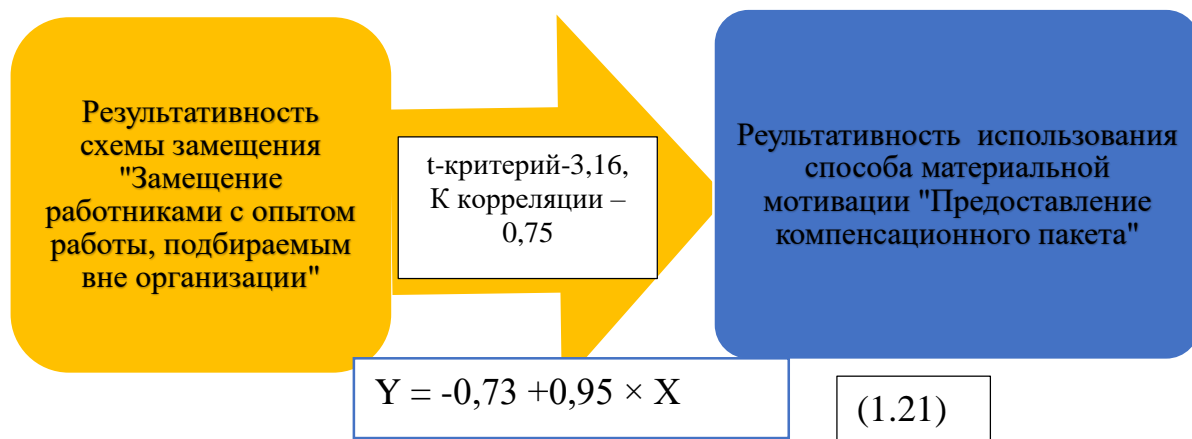 Результативность
схемы замещения
"Замещение
работниками с опытом
работы, подбираемым
вне организации"
t-критерий-3,16,
К корреляции –
0,75
Реультативность использования
способа материальной
мотивации "Предоставление
компенсационного пакета"
Y = -0,73 +0,95 × X
(1.21)